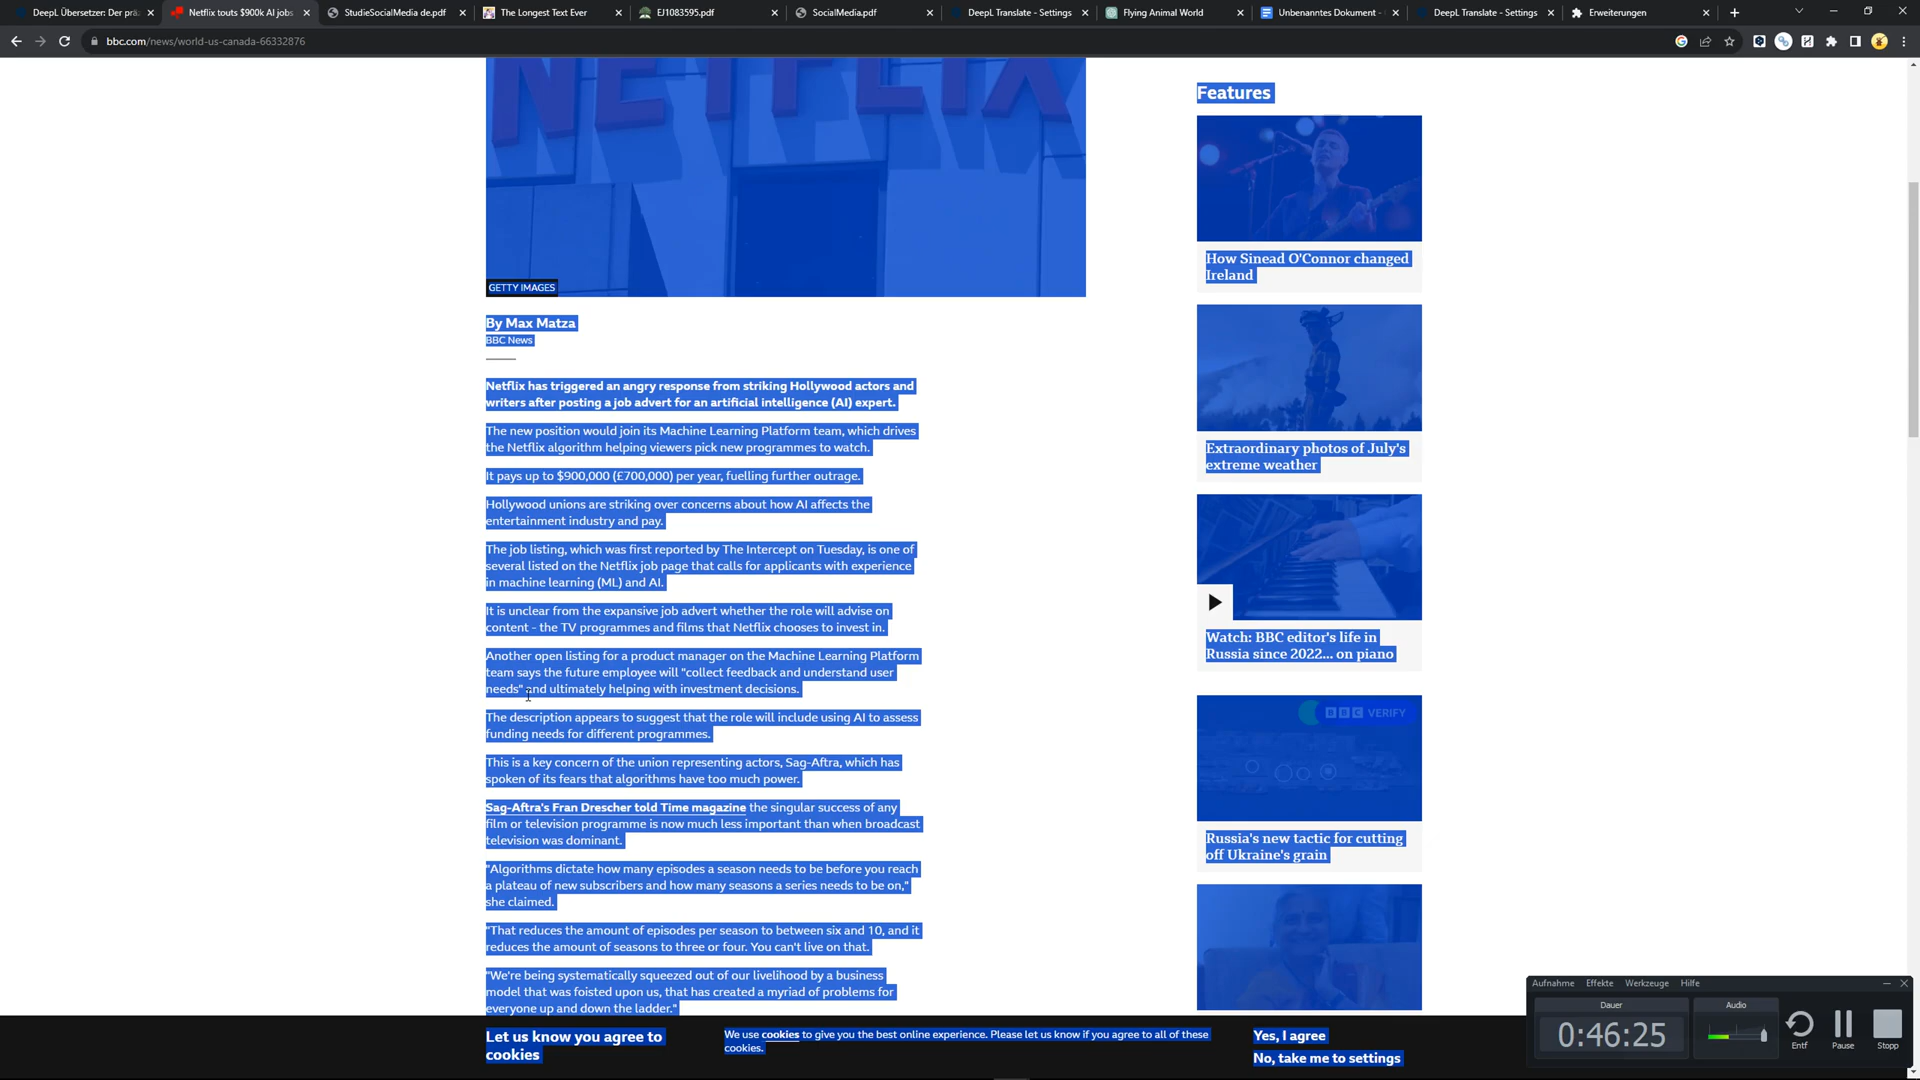 DeepL Übersetzer: Der prä
Netflix touts $900k AI jobs
StudieSocialMedia de.pdf
The Longest Text Ever
EJ1083595.pdf
SocialMedia.pdf
DeepL Translate - Settings
Flying Animal World
Unbenanntes Dokument -
DeepL Translate - Settings
Erweiterungen
bbc.com/news/world-us-canada-66332876
NETFLIX
GETTY IMAGES
By Max Matza
BBC News
Netflix has triggered an angry response from striking Hollywood actors and
writers after posting a job advert for an artificial intelligence (AI) expert.
The new position would join its Machine Learning Platform team, which drives
the Netflix algorithm helping viewers pick new programmes to watch.
It pays up to $900,000 (£700,000) per year, fuelling further outrage.
Hollywood unions are striking over concerns about how AI affects the
entertainment industry and pay.
The job listing, which was first reported by The Intercept on Tuesday, is one of
several listed on the Netflix job page that calls for applicants with experience
in machine learning (ML) and AI.
It is unclear from the expansive job advert whether the role will advise on
content - the TV programmes and films that Netflix chooses to invest in.
Another open listing for a product manager on the Machine Learning Platform
team says the future employee will "collect feedback and understand user
needs" and ultimately helping with investment decisions.
The description appears to suggest that the role will include using AI to assess
funding needs for different programmes.
This is a key concern of the union representing actors, Sag-Aftra, which has
spoken of its fears that algorithms have too much power.
Sag-Aftra's Fran Drescher told Time magazine the singular success of any
film or television programme is now much less important than when broadcast
television was dominant.
"Algorithms dictate how many episodes a season needs to be before you reach
a plateau of new subscribers and how many seasons a series needs to be on,"
she claimed.
"That reduces the amount of episodes per season to between six and 10, and it
reduces the amount of seasons to three or four. You can't live on that.
"We're being systematically squeezed out of our livelihood by a business
model that was foisted upon us, that has created a myriad of problems for
everyone up and down the ladder."
Features
How Sinead O'Connor changed
Ireland
Extraordinary photos of July's
extreme weather
Watch: BBC editor's life in
Russia since 2022... on piano
BBC VERIFY
Russia's new tactic for cutting
off Ukraine's grain
Let us know you agree to
cookies
We use cookies to give you the best online experience. Please let us know if you agree to all of these
cookies.
Yes, I agree
No, take me to settings
Aufnahme Effekte Werkzeuge Hilfe
Dauer
Audio
0:46:25
Entf
Pause
Stopp